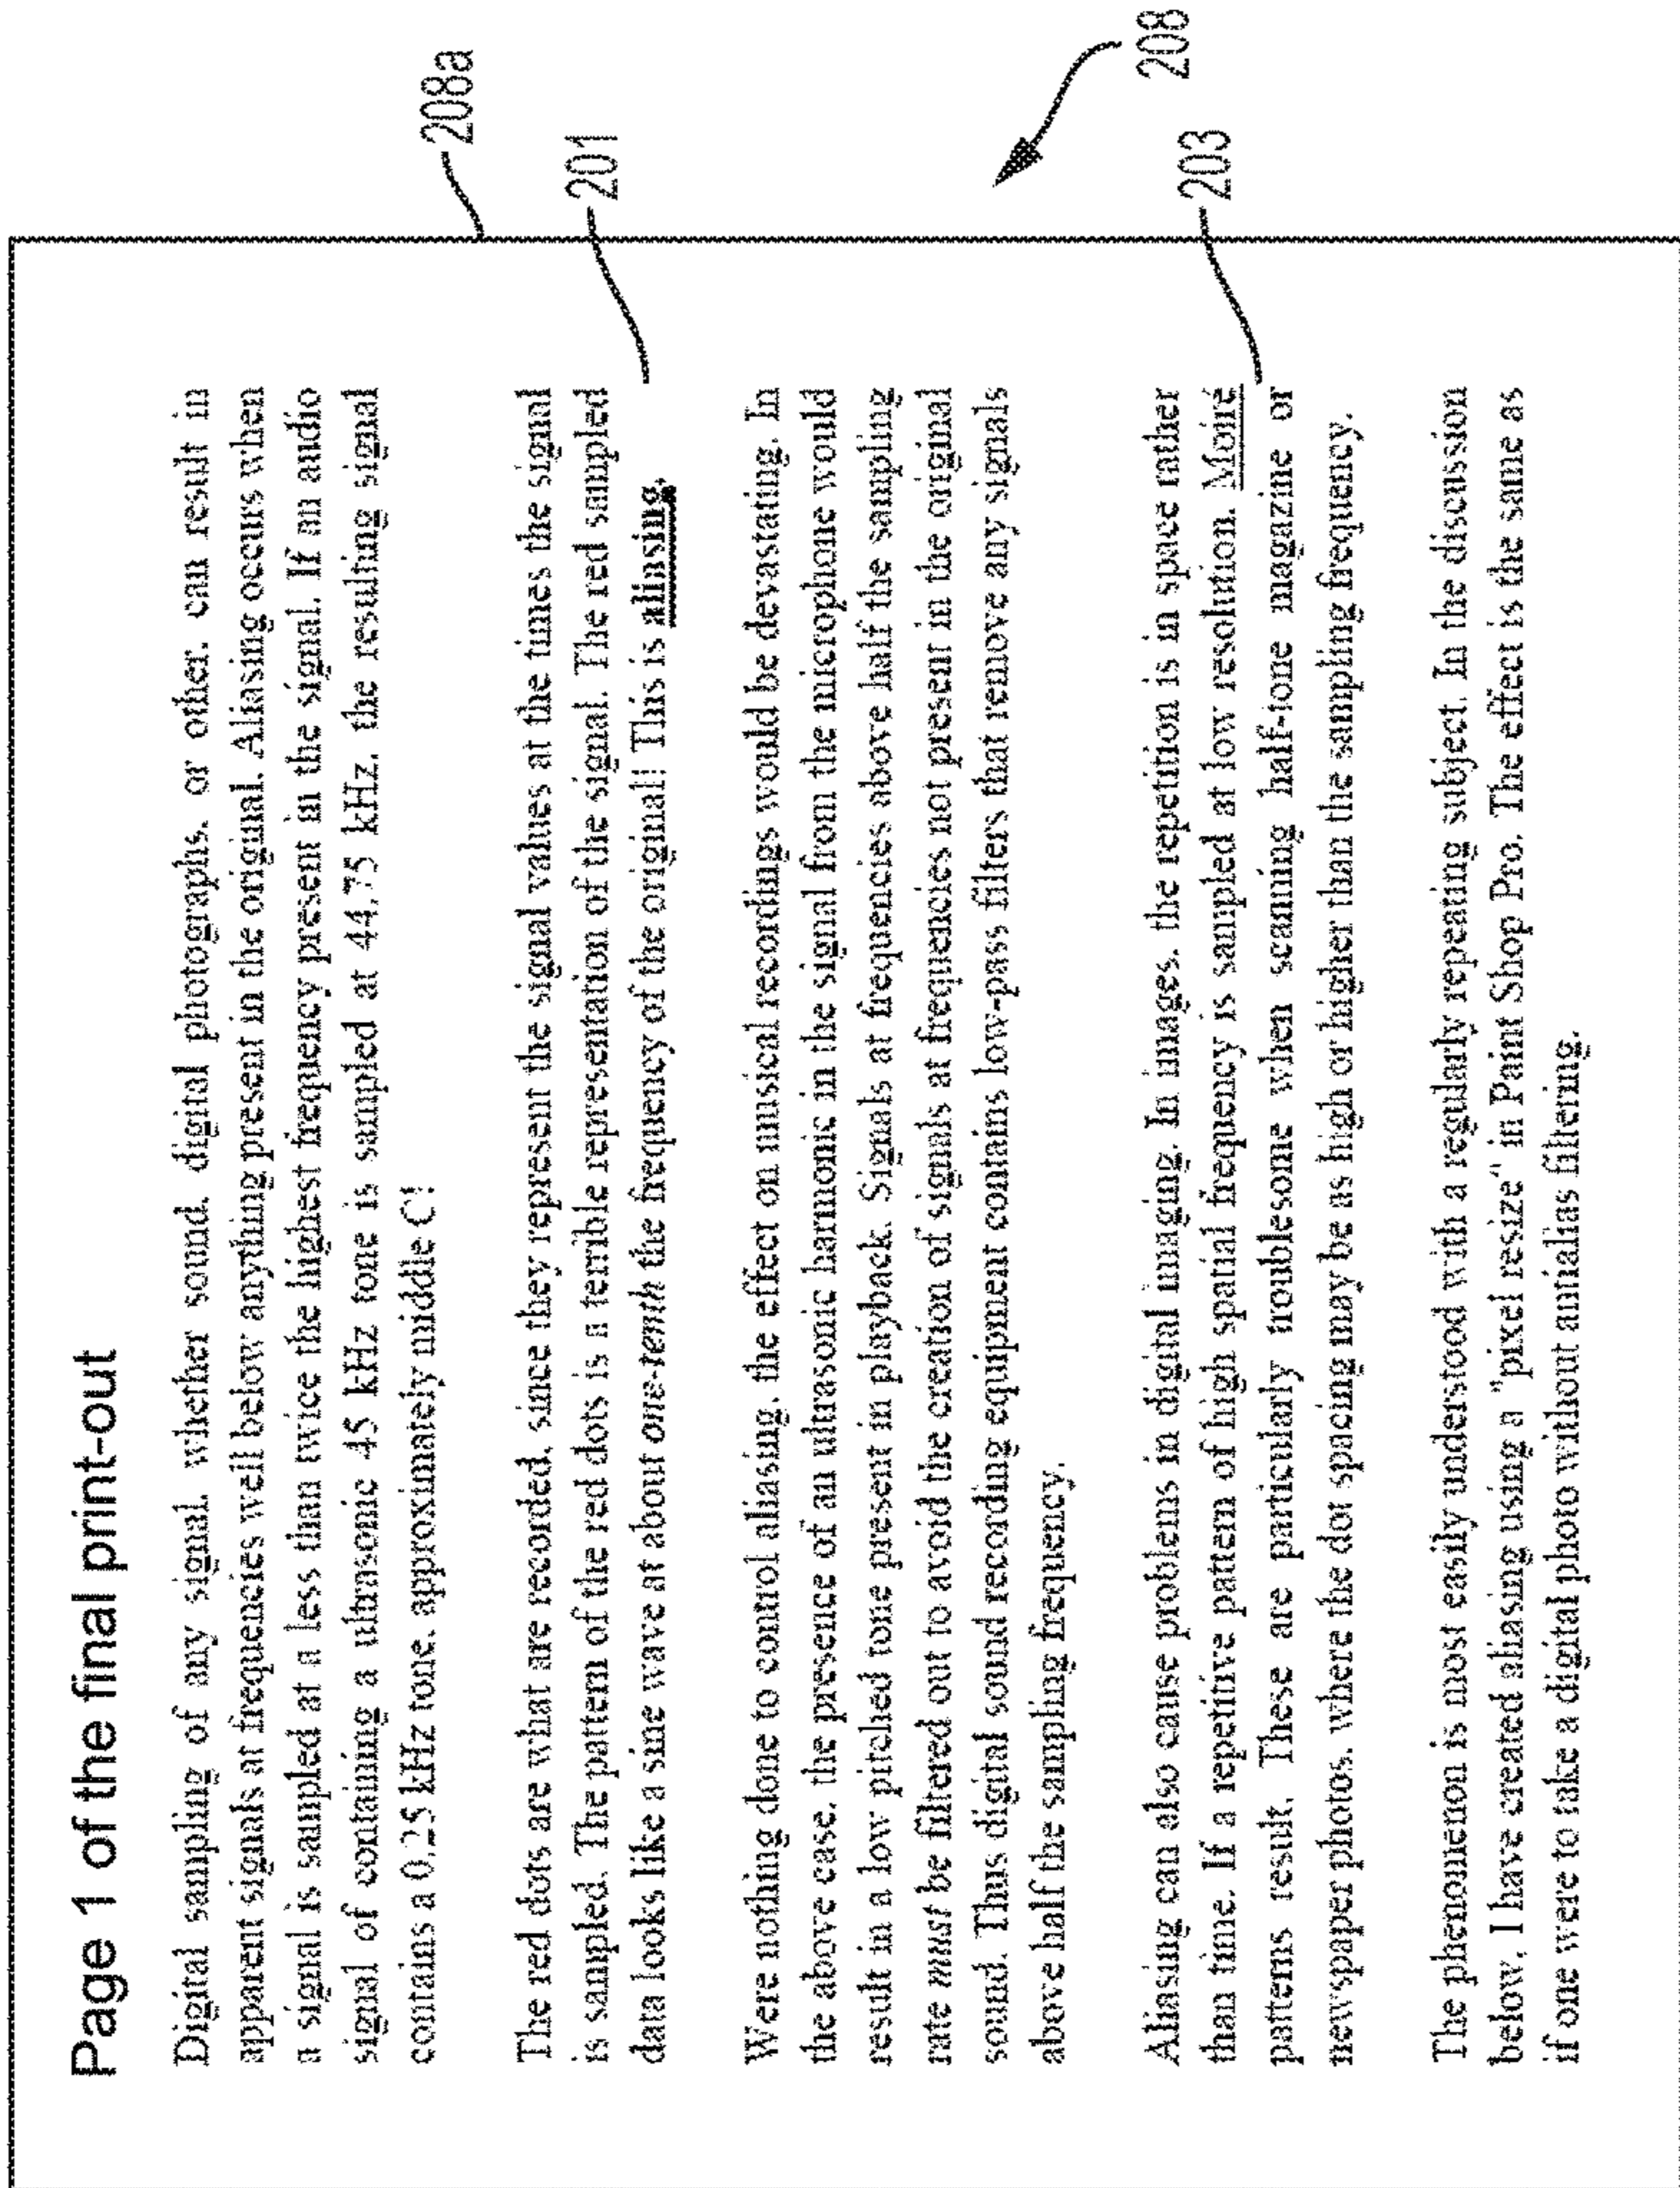 Page 1 of the final print-out
Digital sampling of any signal, whether sound, digital photographs, or other, can result in
apparent signals at frequencies well below anything present in the original. Aliasing occurs when
a signal is sampled at a less than twice the highest frequency present in the signal. If an audio
signal of containing a ultrasonic 45 kHz tone is sampled at 44.75 kHz, the resulting signal
contains a 0.25 kHz tone, approximately middle C!
The red dots are what are recorded, since they represent the signal values at the times the signal
is sampled. The pattern of the red dots is a terrible representation of the signal. The red sampled
data looks like a sine wave at about one-tenth the frequency of the original! This is aliasing.
Were nothing done to control aliasing, the effect on musical recordings would be devastating. In
the above case, the presence of an ultrasonic harmonic in the signal from the microphone would
result in a low pitched tone present in playback. Signals at frequencies above half the sampling
rate must be filtered out to avoid the creation of signals at frequencies not present in the original
sound. Thus digital sound recording equipment contains low-pass filters that remove any signals
above half the sampling frequency.
Aliasing can also cause problems in digital imaging. In images, the repetition is in space rather
than time. If a repetitive pattern of high spatial frequency is sampled at low resolution. Moiré
patterns result. These are particularly troublesome when scanning half-tone magazine or
newspaper photos, where the dot spacing may be as high or higher than the sampling frequency.
The phenomenon is most easily understood with a regularly repeating subject. In the discussion
below, I have created aliasing using a "pixel resize" in Paint Shop Pro. The effect is the same as
if one were to take a digital photo without antialias filtering.
208a
201
208
203